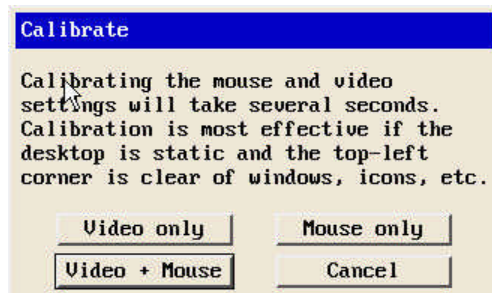 Calibrate
Calibrating the mouse and video
settings will take several seconds.
Calibration is most effective if the
desktop is static and the top-left
corner is clear of windows, icons, etc.
Video only
Mouse only
Video + Mouse
Cancel